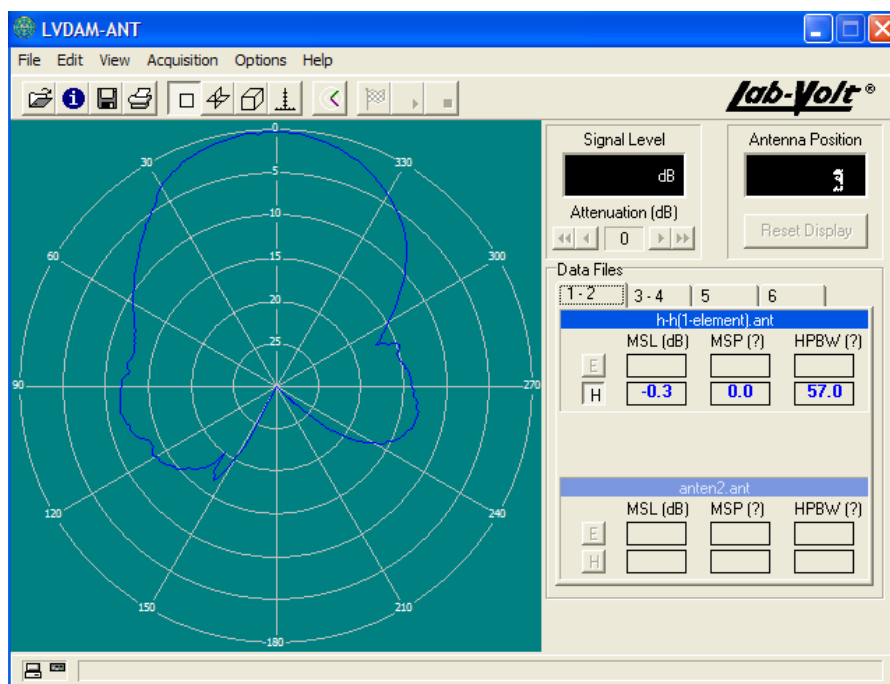 LVDAM-ANT
File Edit View Acquisition Options Help
Lab-Volt ®
Signal Level
dB
Attenuation (dB)
0
Antenna Position
Reset Display
0
5
10
15
20
25
30
60
90
120
150
180
210
240
270
300
330
Data Files
1 - 2 3 - 4 5 6
h-h(1-element).ant
MSL (dB) MSP (?) HPBW (?)
E
H -0.3 0.0 57.0
anten2.ant
MSL (dB) MSP (?) HPBW (?)
E
H